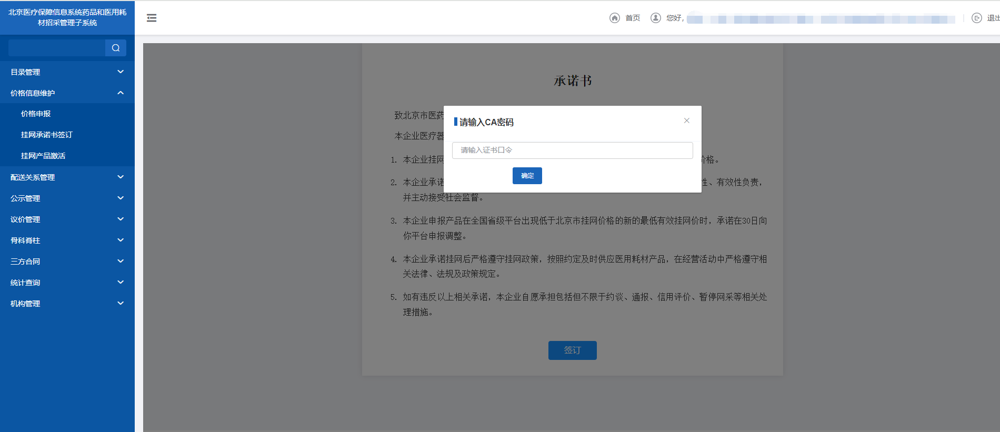 北京医疗保障信息系统药品和医用耗
材招采管理子系统
首页
您好，
退出
目录管理
价格信息维护
价格申报
挂网承诺书签订
挂网产品激活
配送关系管理
公示管理
议价管理
骨科脊柱
三方合同
统计查询
机构管理
承诺书
致北京市医药
本企业医疗器
请输入CA密码
请输入证书口令
确定
1. 本企业挂网 价格。
2. 本企业承诺 性、有效性负责，
并主动接受社会监督。
3. 本企业申报产品在全国省级平台出现低于北京市挂网价格的新的最低有效挂网价时，承诺在30日向
你平台申报调整。
4. 本企业承诺挂网后严格遵守挂网政策，按照约定及时供应医用耗材产品，在经营活动中严格遵守相
关法律、法规及政策规定。
5. 如有违反以上相关承诺，本企业自愿承担包括但不限于约谈、通报、信用评价、暂停网采等相关处
理措施。
签订